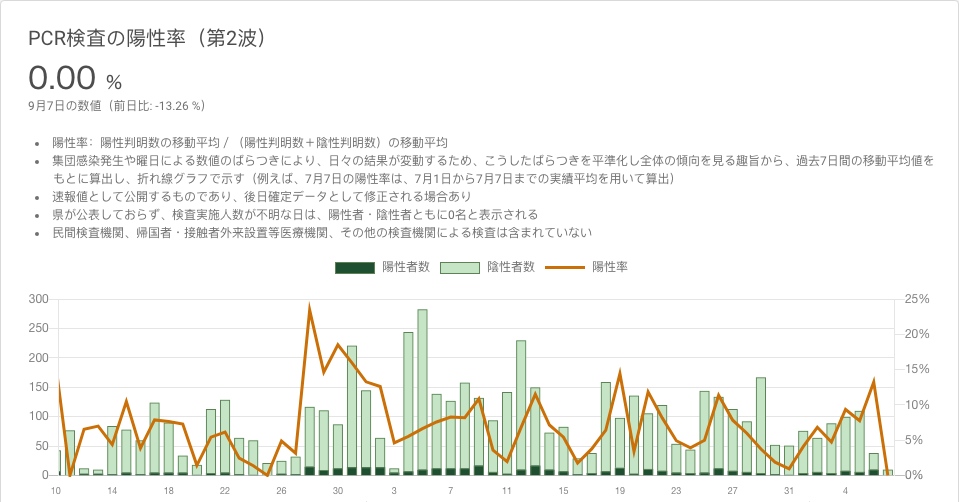 PCR検査の陽性率（第2波）
0.00 %
9月7日の数値（前日比: -13.26 %）
• 陽性率：陽性判明数の移動平均 / （陽性判明数＋陰性判明数）の移動平均
• 集団感染発生や曜日による数値のばらつきにより、日々の結果が変動するため、こうしたばらつきを平準化し全体の傾向を見る趣旨から、過去7日間の移動平均値を
もとに算出し、折れ線グラフで示す（例えば、7月7日の陽性率は、7月1日から7月7日までの実績平均を用いて算出）
• 速報値として公開するものであり、後日確定データとして修正される場合あり
• 県が公表しておらず、検査実施人数が不明な日は、陽性者・陰性者ともに0名と表示される
• 民間検査機関、帰国者・接触者外来設置等医療機関、その他の検査機関による検査は含まれていない
陽性者数 陰性者数 陽性率
300 25%
250 20%
200
150 15%
100 10%
50 5%
0 0%
10 14 18 22 26 30 3 7 11 15 19 23 27 31 4